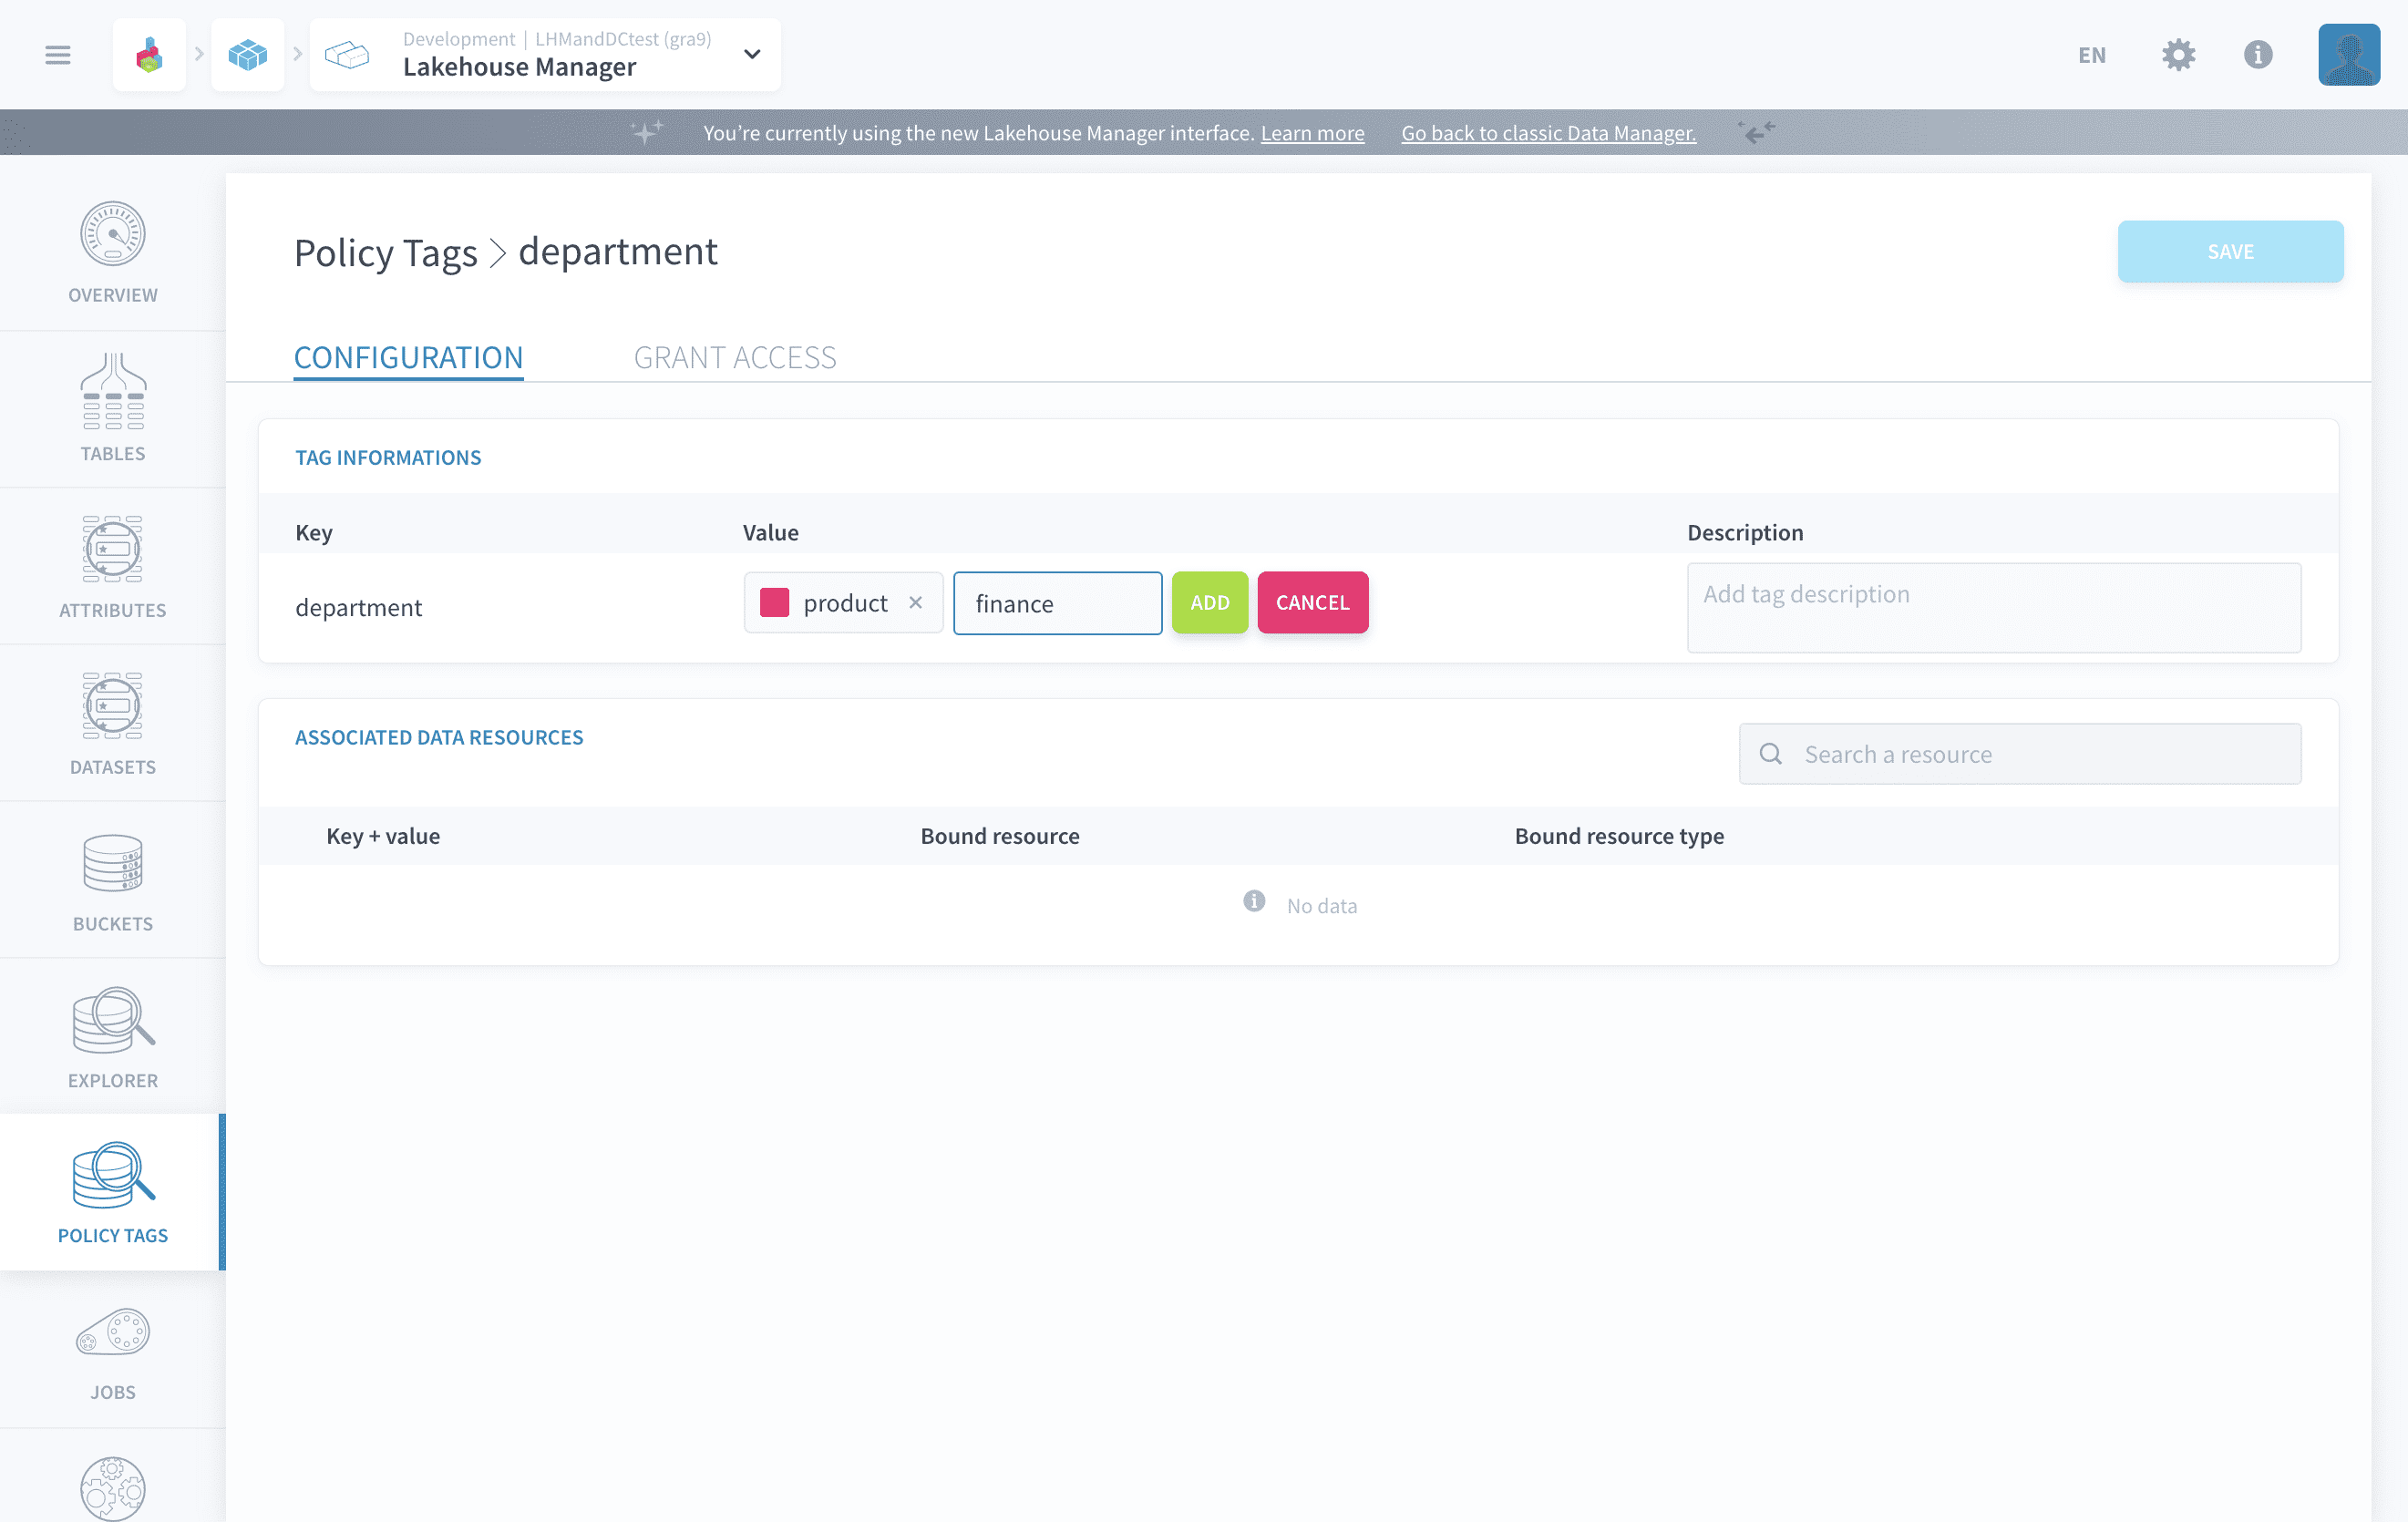 Development | LHMandDCtest (gra9)
Lakehouse Manager
EN
You're currently using the new Lakehouse Manager interface. Learn more Go back to classic Data Manager.
OVERVIEW
TABLES
ATTRIBUTES
DATASETS
BUCKETS
EXPLORER
POLICY TAGS
JOBS
Policy Tags > department
SAVE
CONFIGURATION GRANT ACCESS
TAG INFORMATIONS
Key Value Description
department product × finance ADD CANCEL Add tag description
ASSOCIATED DATA RESOURCES
Search a resource
Key + value Bound resource Bound resource type
No data